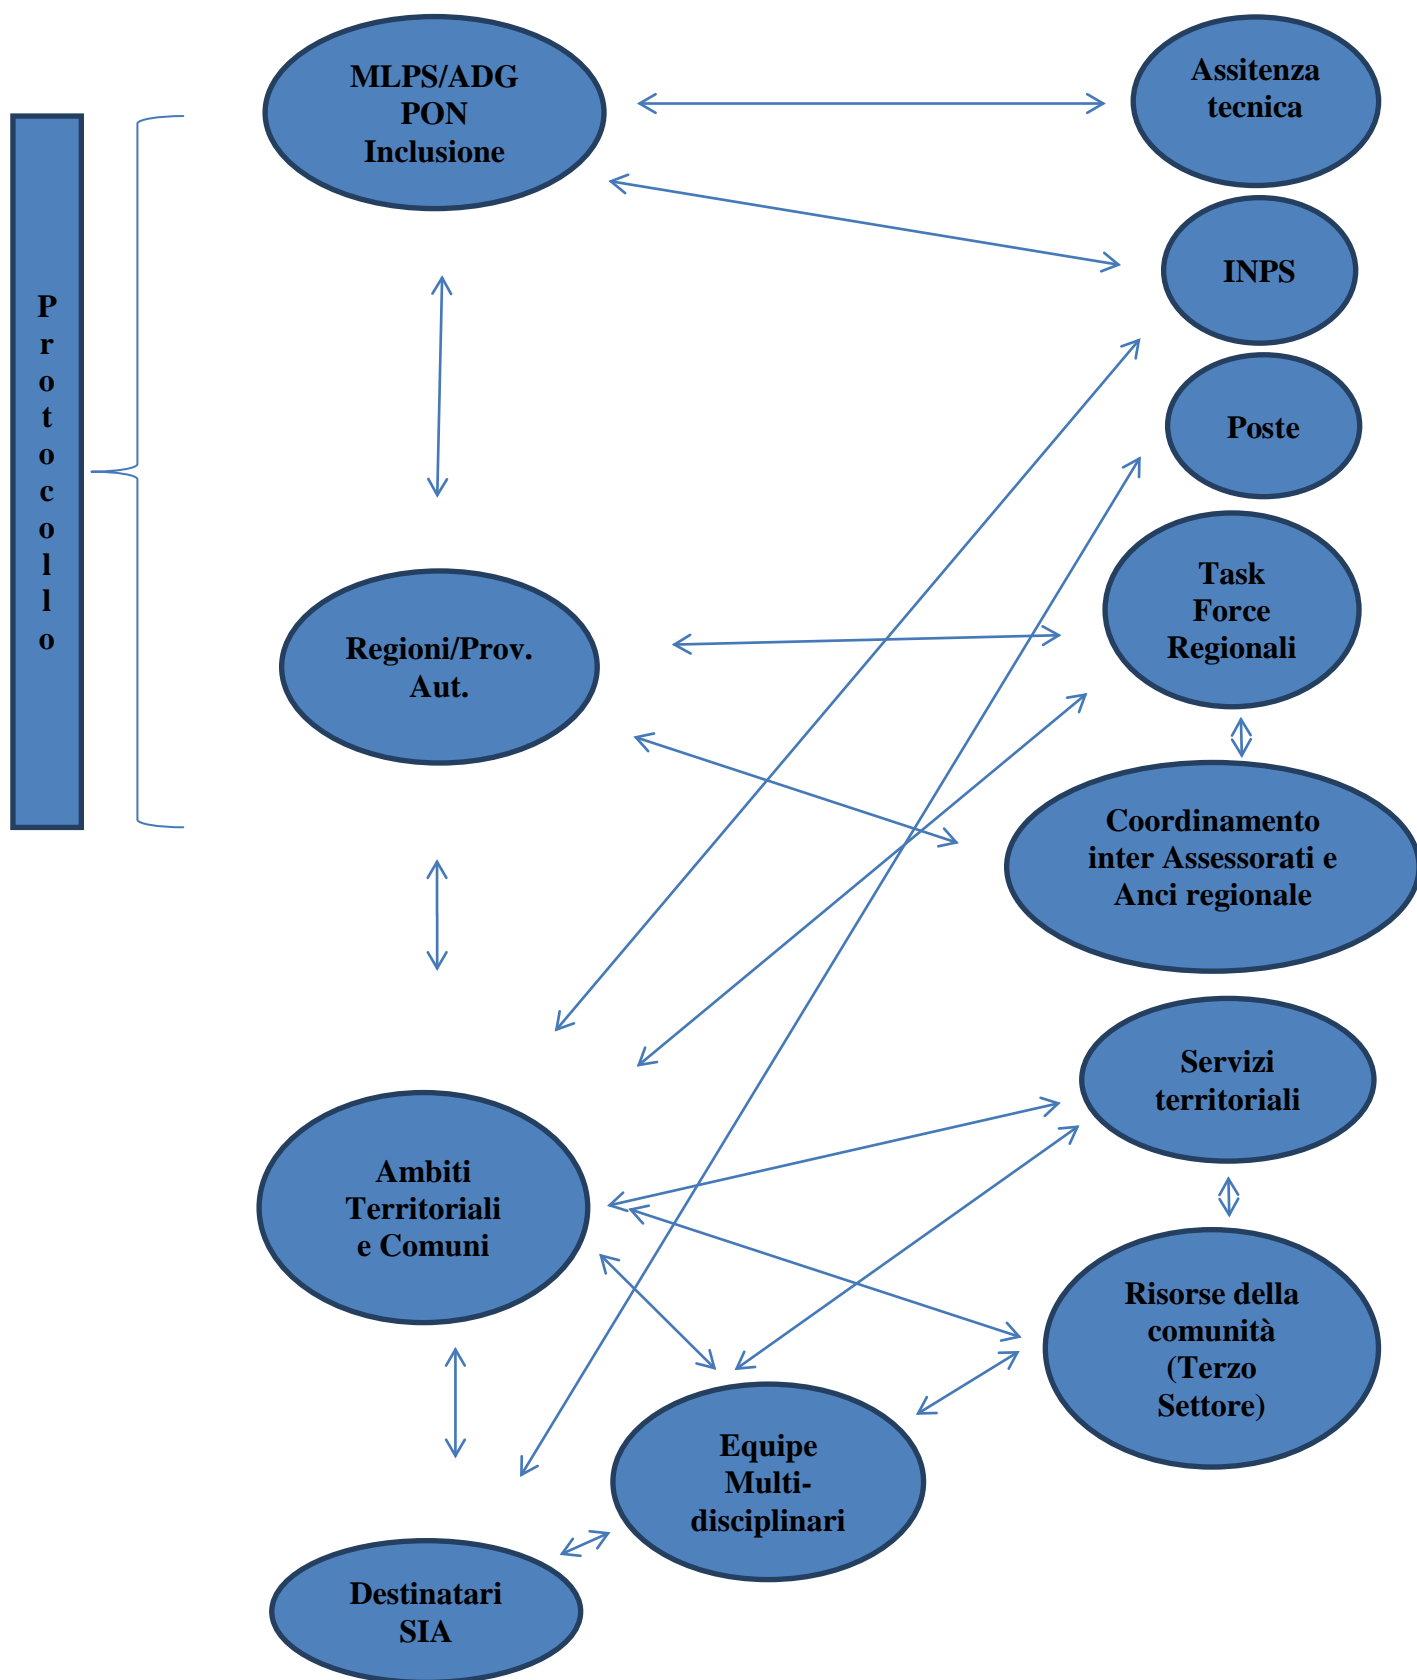 MLPS/ADG
PON
Inclusione
Assitenza
tecnica
INPS
Poste
P
r
o
t
o
c
o
l
l
o
Task
Force
Regionali
Regioni/Prov.
Aut.
Coordinamento
inter Assessorati e
Anci regionale
Servizi
territoriali
Ambiti
Territoriali
e Comuni
Risorse della
comunità
(Terzo
Settore)
Equipe
Multi-
disciplinari
Destinatari
SIA